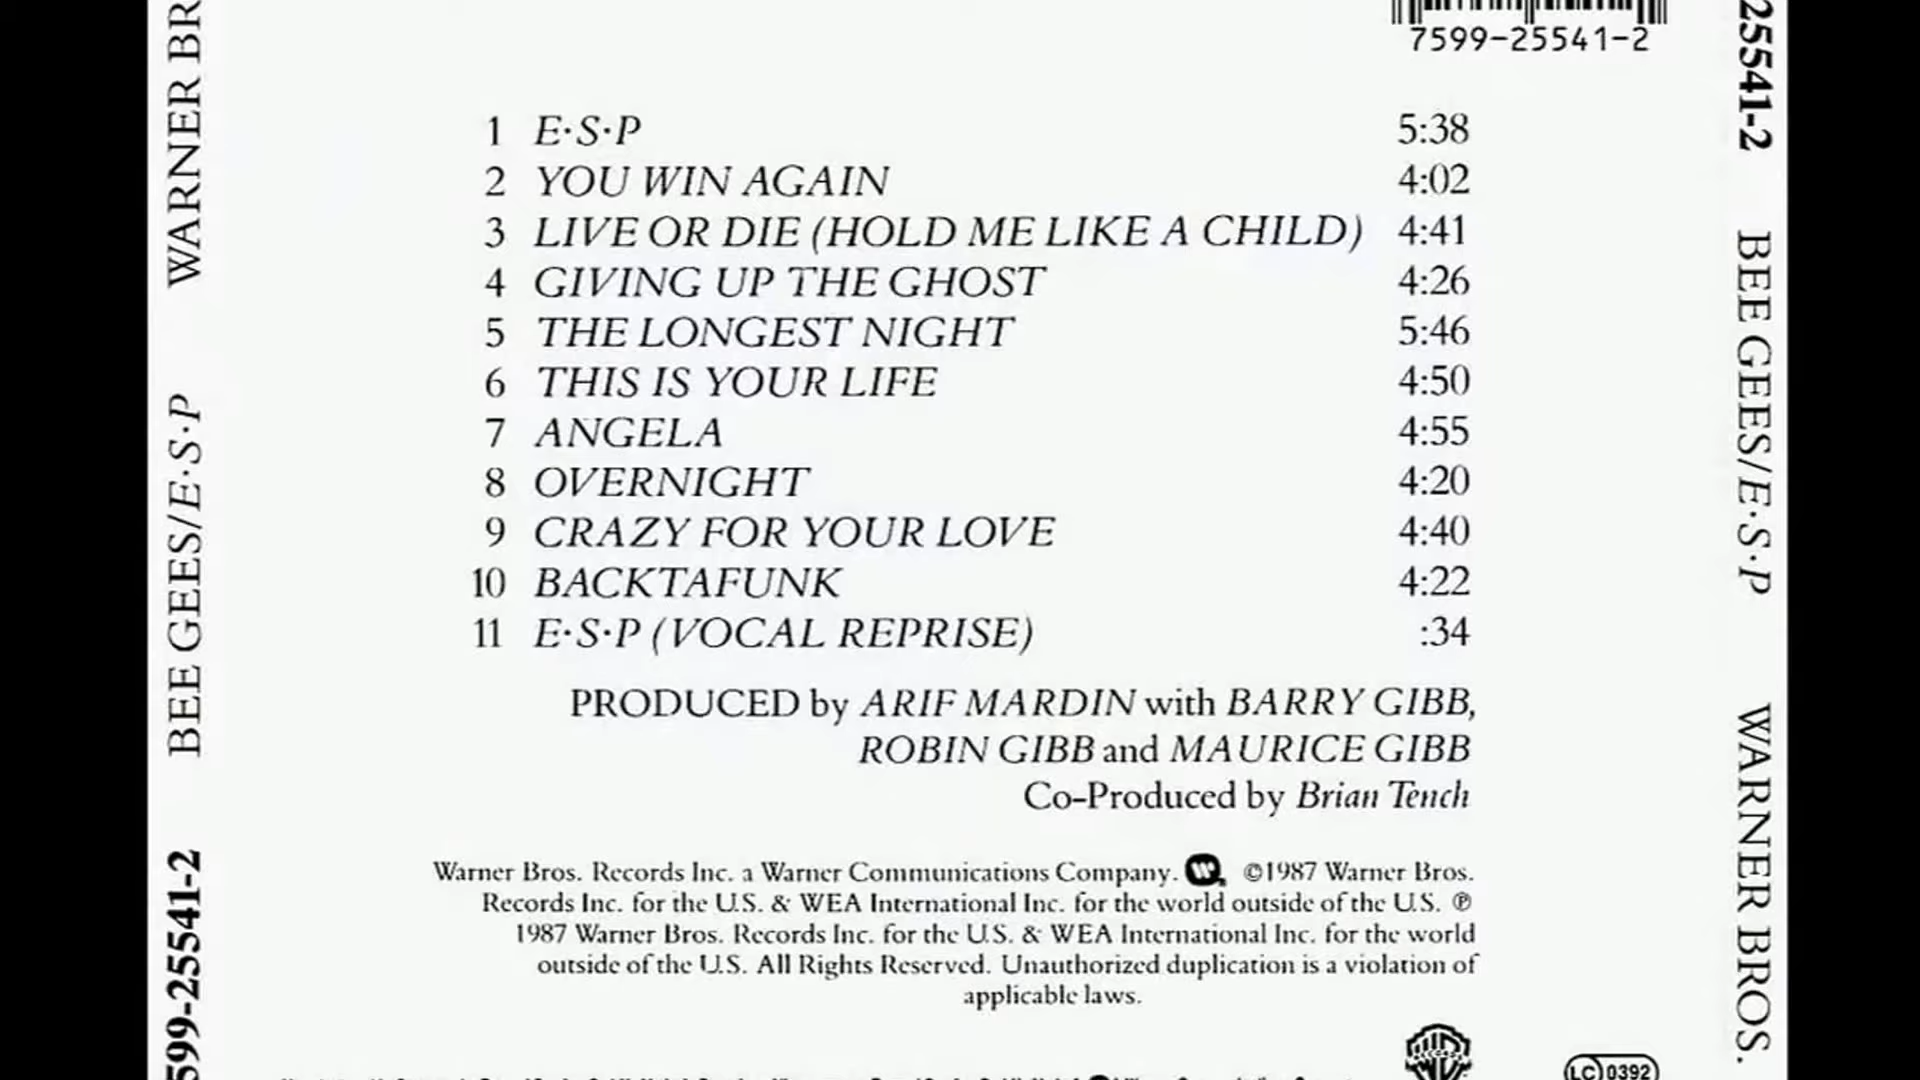 7599-25541-2
1 E·S·P 5:38
2 YOU WIN AGAIN 4:02
3 LIVE OR DIE (HOLD ME LIKE A CHILD) 4:41
4 GIVING UP THE GHOST 4:26
5 THE LONGEST NIGHT 5:46
6 THIS IS YOUR LIFE 4:50
7 ANGELA 4:55
8 OVERNIGHT 4:20
9 CRAZY FOR YOUR LOVE 4:40
10 BACKTAFUNK 4:22
11 E·S·P (VOCAL REPRISE) :34
PRODUCED by ARIF MARDIN with BARRY GIBB,
ROBIN GIBB and MAURICE GIBB
Co-Produced by Brian Tench
Warner Bros. Records Inc. a Warner Communications Company. ©1987 Warner Bros.
Records Inc. for the U.S. & WEA International Inc. for the world outside of the U.S. ℗
1987 Warner Bros. Records Inc. for the U.S. & WEA International Inc. for the world
outside of the U.S. All Rights Reserved. Unauthorized duplication is a violation of
applicable laws.
LC 0392
599-25541-2 BEE GEES/E·S·P WARNER BR
25541-2 BEE GEES/E·S·P WARNER BROS.